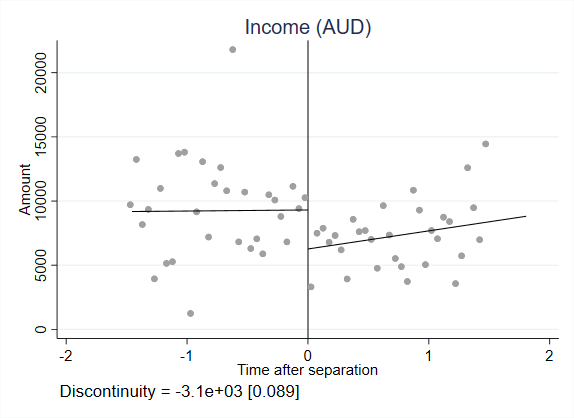 Income (AUD)
Amount
20000
15000
10000
5000
0
-2
-1
0
1
2
Time after separation
Discontinuity = -3.1e+03 [0.089]